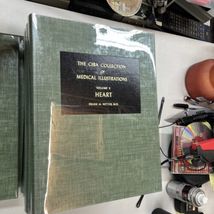 THE CIBA COLLECTION
of
MEDICAL ILLUSTRATIONS
VOLUME 5
HEART
FRANK H. NETTER, M.D.